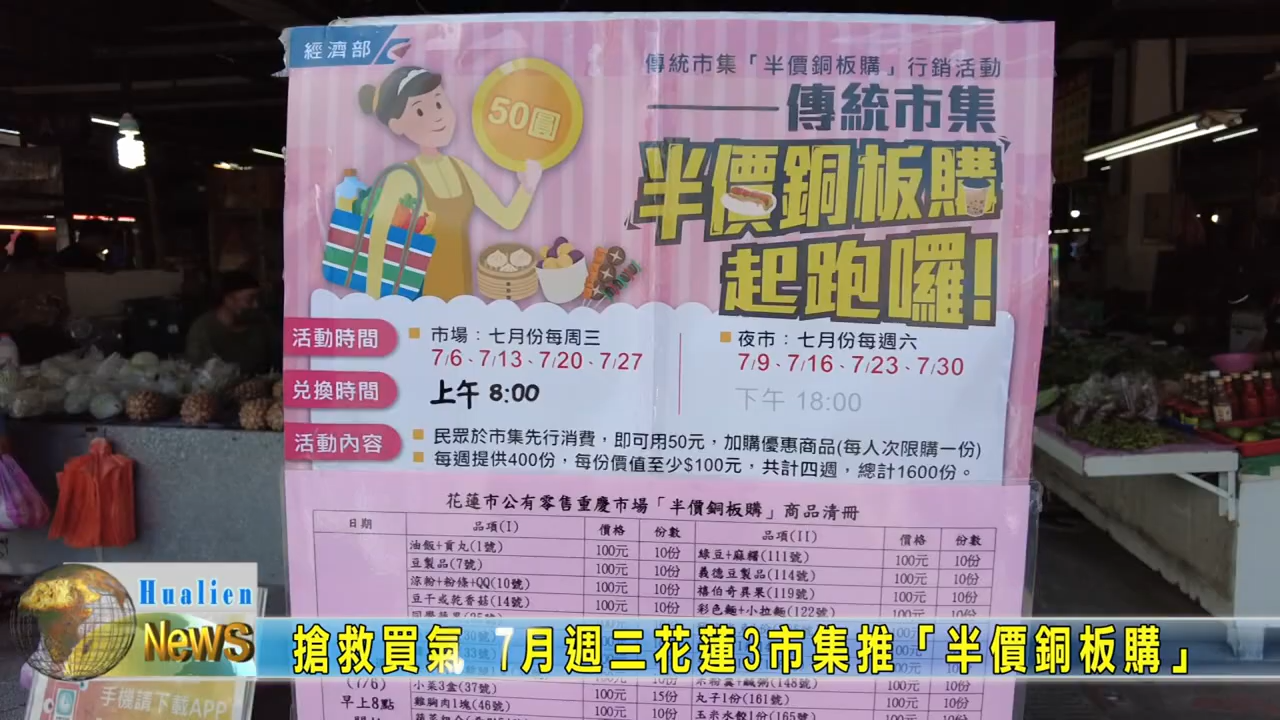 經濟部
傳統市集「半價銅板購」行銷活動
50圓
傳統市集
半價銅板購
起跑囉!
活動時間
市場：七月份每周三
7/6、7/13、7/20、7/27
夜市：七月份每週六
7/9、7/16、7/23、7/30
兌換時間
上午 8:00
下午 18:00
活動內容
民眾於市集先行消費，即可用50元，加購優惠商品(每人次限購一份)
每週提供400份，每份價值至少$100元，共計四週，總計1600份。
花蓮市公有零售重慶市場「半價銅板購」商品清冊
日期 品項(I) 價格 份數 品項(II) 價格 份數
油飯+貢丸(1號) 100元 10份 綠豆+麻糬(111號) 100元 10份
豆製品(7號) 100元 10份 義德豆製品(114號) 100元 10份
涼粉+粉條+QQ(10號) 100元 10份 禧伯奇異果(119號) 100元 10份
豆干或乾香菇(14號) 100元 10份 彩色麵+小拉麵(122號) 100元 10份
(7/6) 小菜3盒(37號) 100元 15份 丸子1份(161號) 100元 10份
早上8點 雞胸肉1塊(46號) 100元 10份 玉米水餃1份(165號) 100元 10份
Hualien
NewS
搶救買氣 7月週三花蓮3市集推「半價銅板購」
手機請下載APP